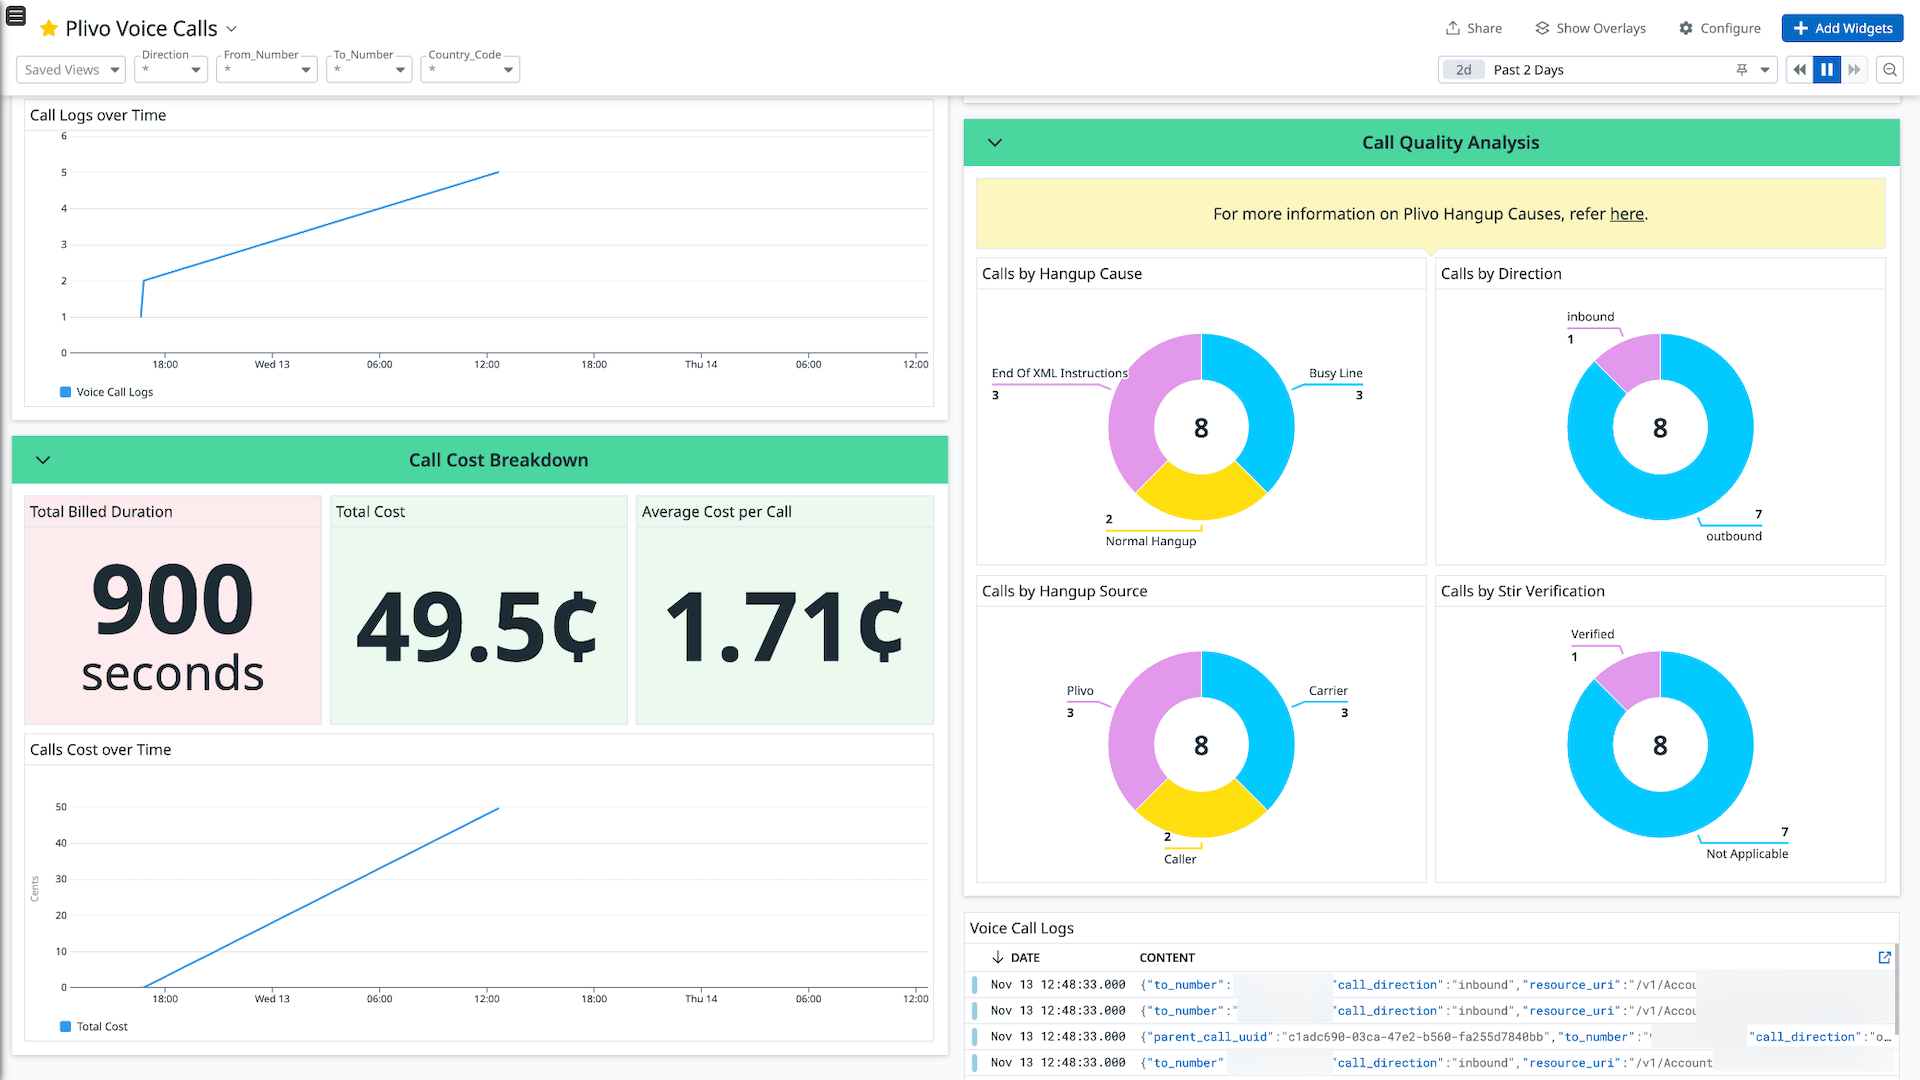 Plivo Voice Calls
Share
Show Overlays
Configure
Add Widgets
Saved Views
Direction
*
From_Number
*
To_Number
*
Country_Code
*
2d Past 2 Days
Call Logs over Time
6
5
4
3
2
1
0
18:00 Wed 13 06:00 12:00 18:00 Thu 14 06:00 12:00
Voice Call Logs
Call Cost Breakdown
Total Billed Duration
900
seconds
Total Cost
49.5¢
Average Cost per Call
1.71¢
Calls Cost over Time
Cents
50
40
30
20
10
0
18:00 Wed 13 06:00 12:00 18:00 Thu 14 06:00 12:00
Total Cost
Call Quality Analysis
For more information on Plivo Hangup Causes, refer here.
Calls by Hangup Cause
End Of XML Instructions
3
Busy Line
3
8
2
Normal Hangup
Calls by Direction
inbound
1
8
7
outbound
Calls by Hangup Source
Plivo
3
Carrier
3
8
2
Caller
Calls by Stir Verification
Verified
1
8
7
Not Applicable
Voice Call Logs
DATE CONTENT
Nov 13 12:48:33.000 {"to_number": "call_direction":"inbound","resource_uri":"/v1/Accou
Nov 13 12:48:33.000 {"to_number":" "call_direction":"inbound","resource_uri":"/v1/Accou
Nov 13 12:48:33.000 {"parent_call_uuid":"c1adc690-03ca-47e2-b560-fa255d7840bb","to_number":" "call_direction":"o…
Nov 13 12:48:33.000 {"to_number" "call_direction":"inbound","resource_uri":"/v1/Account